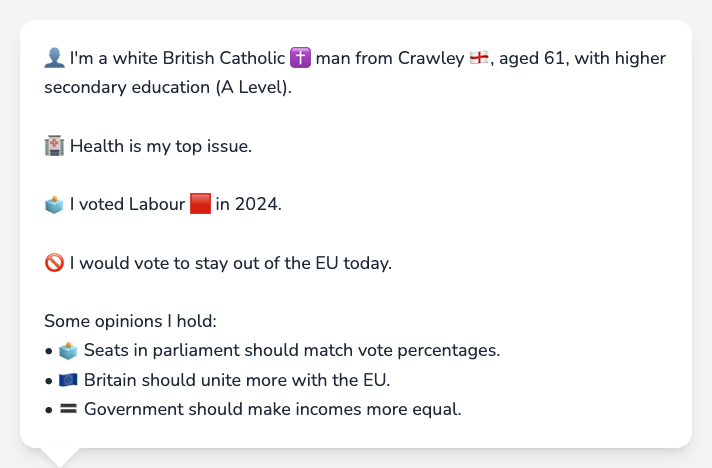 👤 I'm a white British Catholic ✝️ man from Crawley 🏴󠁧󠁢󠁥󠁮󠁧󠁿, aged 61, with higher
secondary education (A Level).
🏥 Health is my top issue.
🗳️ I voted Labour 🟥 in 2024.
🚫 I would vote to stay out of the EU today.
Some opinions I hold:
• 🗳️ Seats in parliament should match vote percentages.
• 🇪🇺 Britain should unite more with the EU.
• 🟰 Government should make incomes more equal.